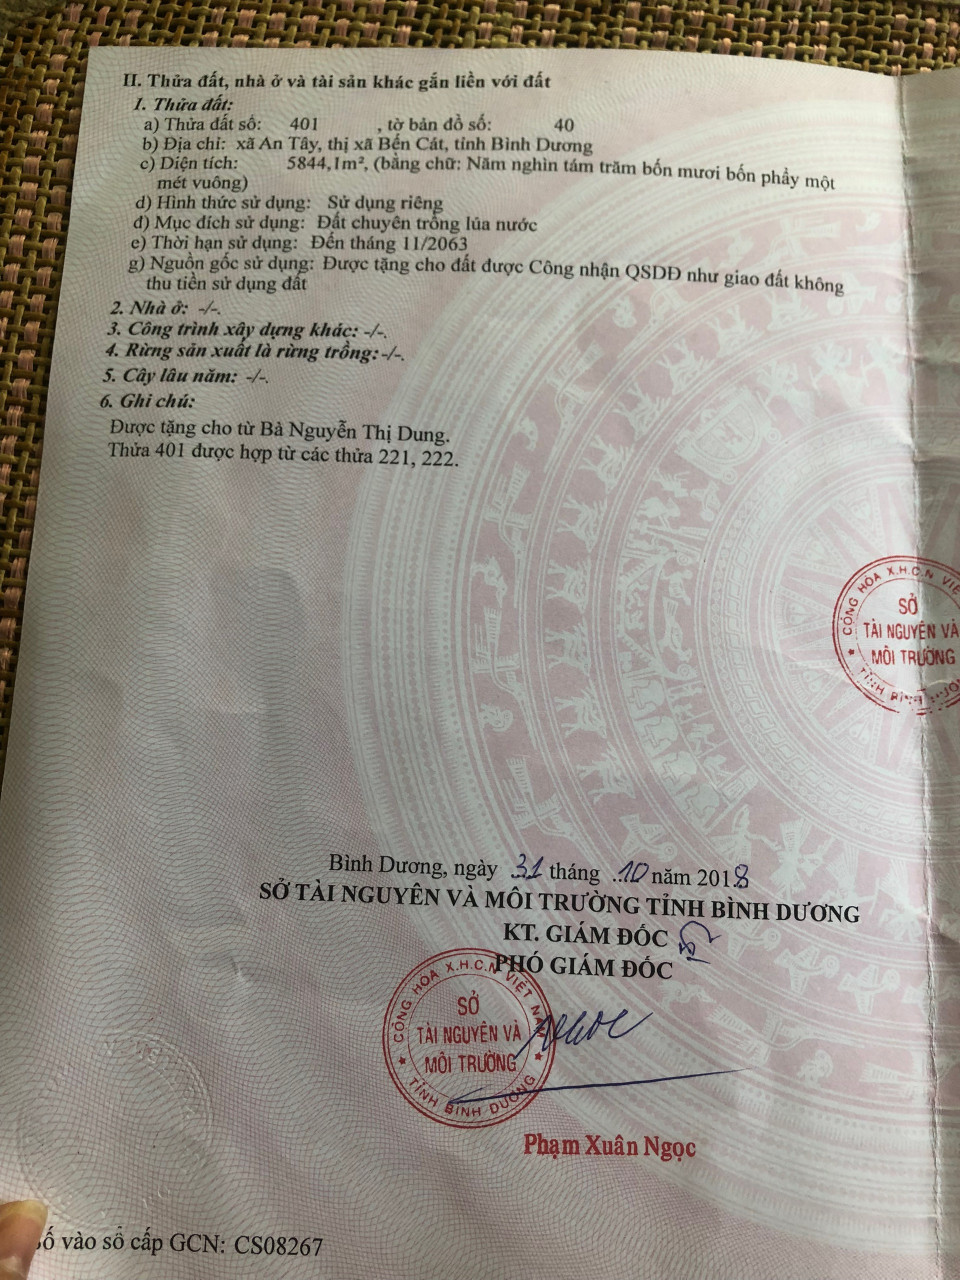 II. Thửa đất, nhà ở và tài sản khác gắn liền với đất
1. Thửa đất:
a) Thửa đất số: 401 , tờ bản đồ số: 40
b) Địa chỉ: xã An Tây, thị xã Bến Cát, tỉnh Bình Dương
c) Diện tích: 5844,1m², (bằng chữ: Năm nghìn tám trăm bốn mươi bốn phẩy một
mét vuông)
d) Hình thức sử dụng: Sử dụng riêng
đ) Mục đích sử dụng: Đất chuyên trồng lúa nước
e) Thời hạn sử dụng: Đến tháng 11/2063
g) Nguồn gốc sử dụng: Được tặng cho đất được Công nhận QSDĐ như giao đất không
thu tiền sử dụng đất
2. Nhà ở: -/-.
3. Công trình xây dựng khác: -/-.
4. Rừng sản xuất là rừng trồng: -/-.
5. Cây lâu năm: -/-.
6. Ghi chú:
Được tặng cho từ Bà Nguyễn Thị Dung.
Thửa 401 được hợp từ các thửa 221, 222.
CỘNG HÒA X.H.C.N VIỆ
SỞ
TÀI NGUYÊN VÀ
MÔI TRƯỜNG
TỈNH BÌNH DƯƠNG
Bình Dương, ngày 31 tháng 10 năm 2018
SỞ TÀI NGUYÊN VÀ MÔI TRƯỜNG TỈNH BÌNH DƯƠNG
KT. GIÁM ĐỐC
PHÓ GIÁM ĐỐC
CỘNG HÒA X.H.C.N VIỆT NAM
SỞ
TÀI NGUYÊN VÀ
MÔI TRƯỜNG
TỈNH BÌNH DƯƠNG
Phạm Xuân Ngọc
Số vào sổ cấp GCN: CS08267